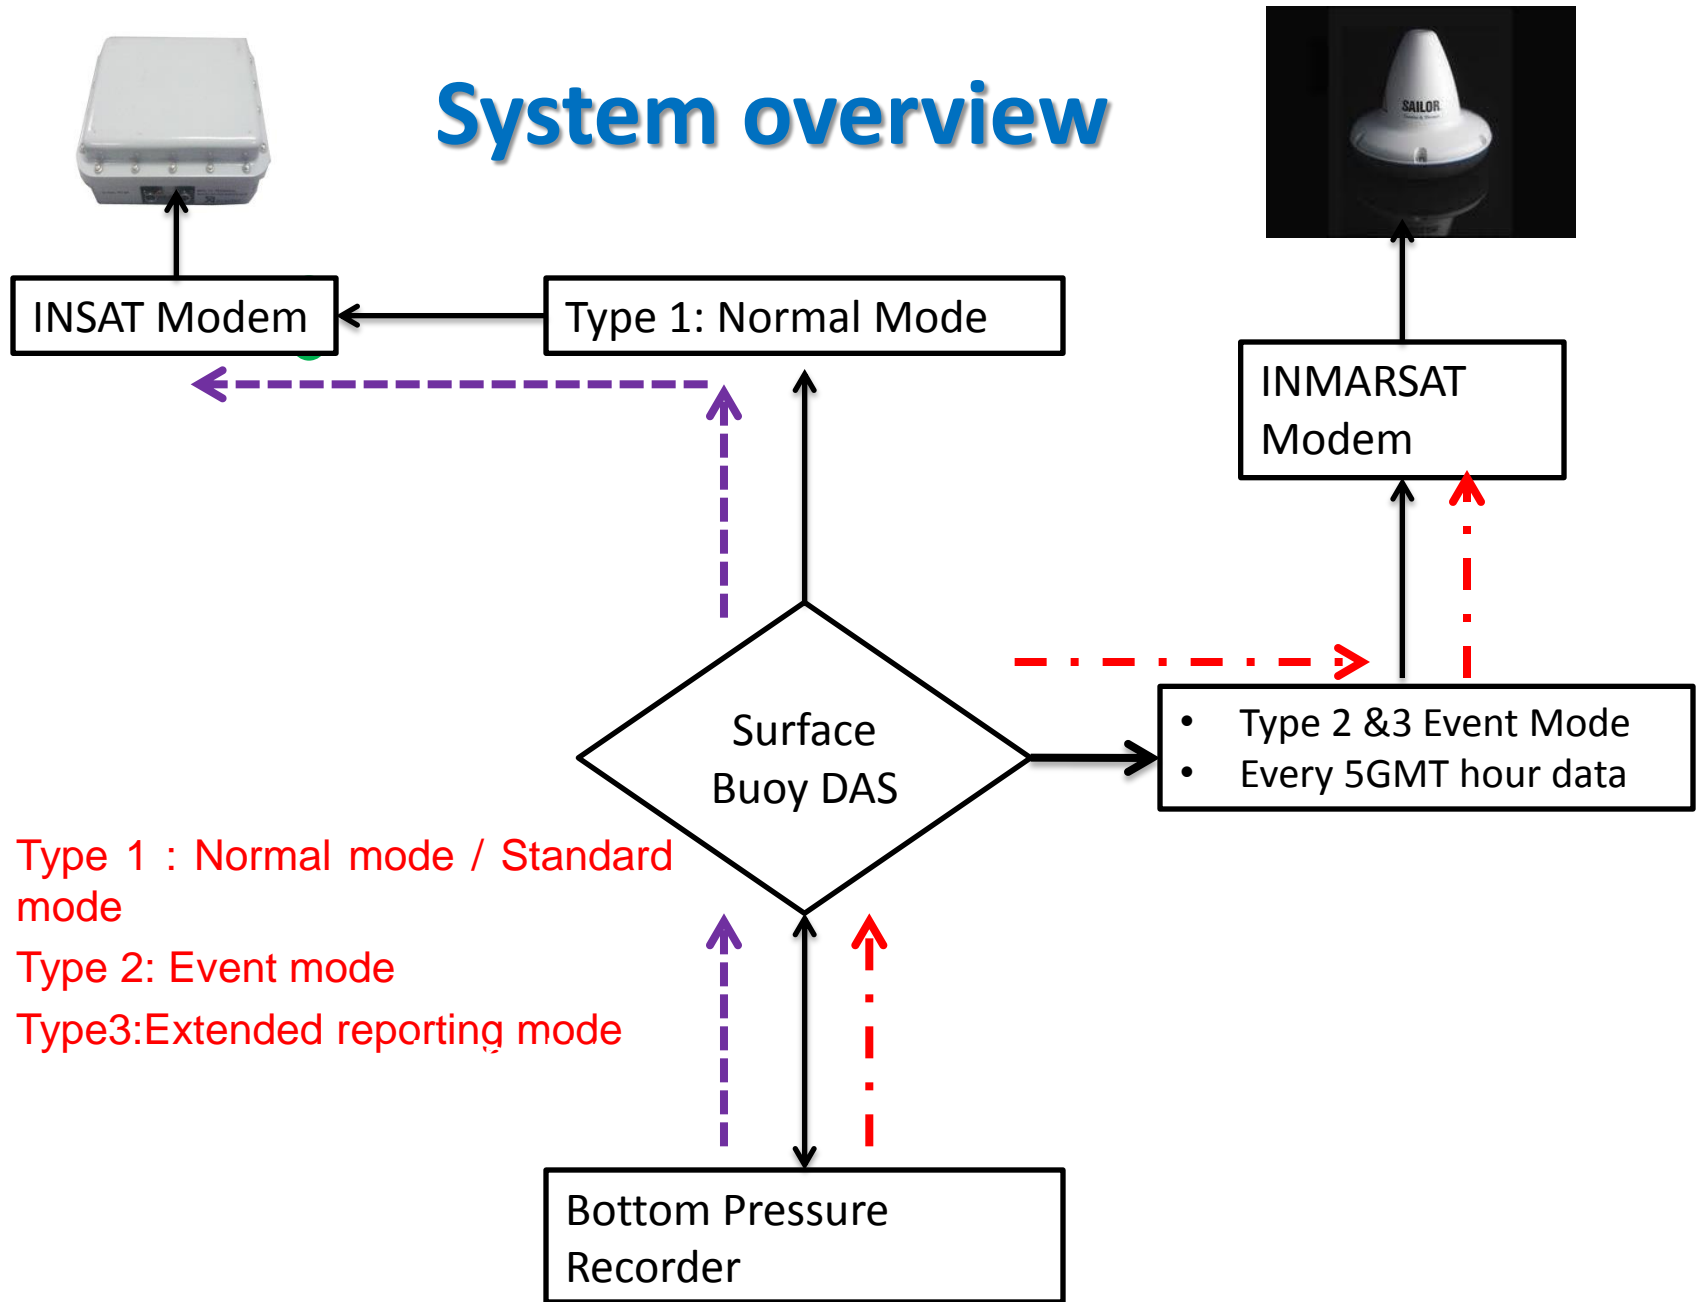 System overview
SAILOR
INSAT Modem
Type 1: Normal Mode
INMARSAT
Modem
Surface
Buoy DAS
• Type 2 &3 Event Mode
• Every 5GMT hour data
Type 1 : Normal mode / Standard
mode
Type 2: Event mode
Type3:Extended reporting mode
Bottom Pressure
Recorder